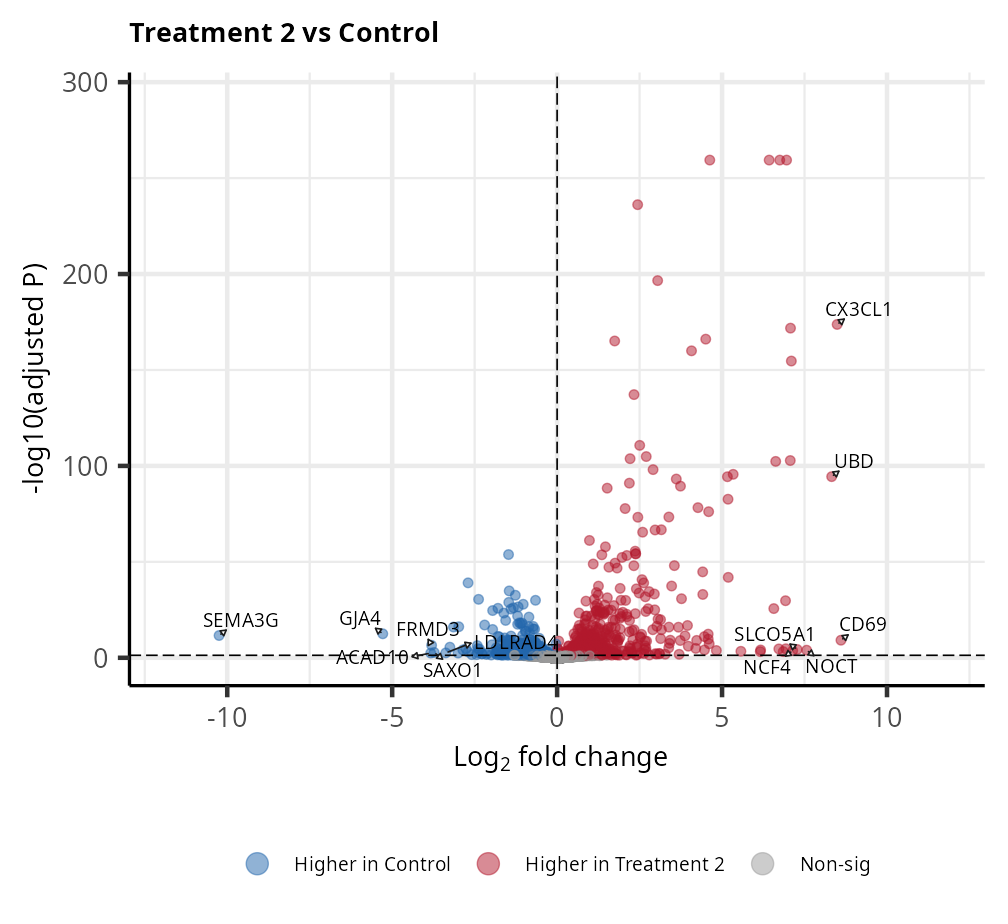 Treatment 2 vs Control
300
200
100
0
-log10(adjusted P)
CX3CL1
UBD
SEMA3G
GJA4
FRMD3
LDLRAD4
ACAD10
SAXO1
SLCO5A1
CD69
NCF4
NOCT
-10
-5
0
5
10
Log2 fold change
Higher in Control
Higher in Treatment 2
Non-sig